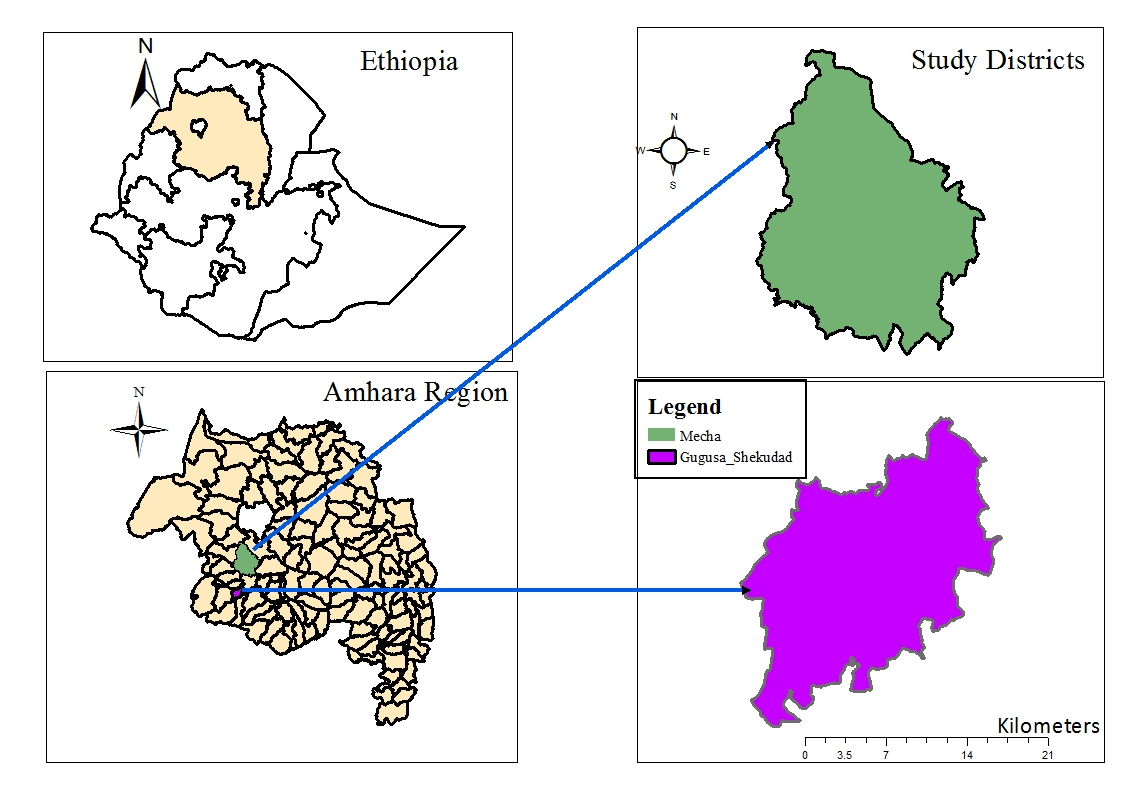 Ethiopia
N
Study Districts
N
W E
S
Amhara Region
N
Legend
Mecha
Gugusa_Shekudad
Kilometers
0 3.5 7 14 21